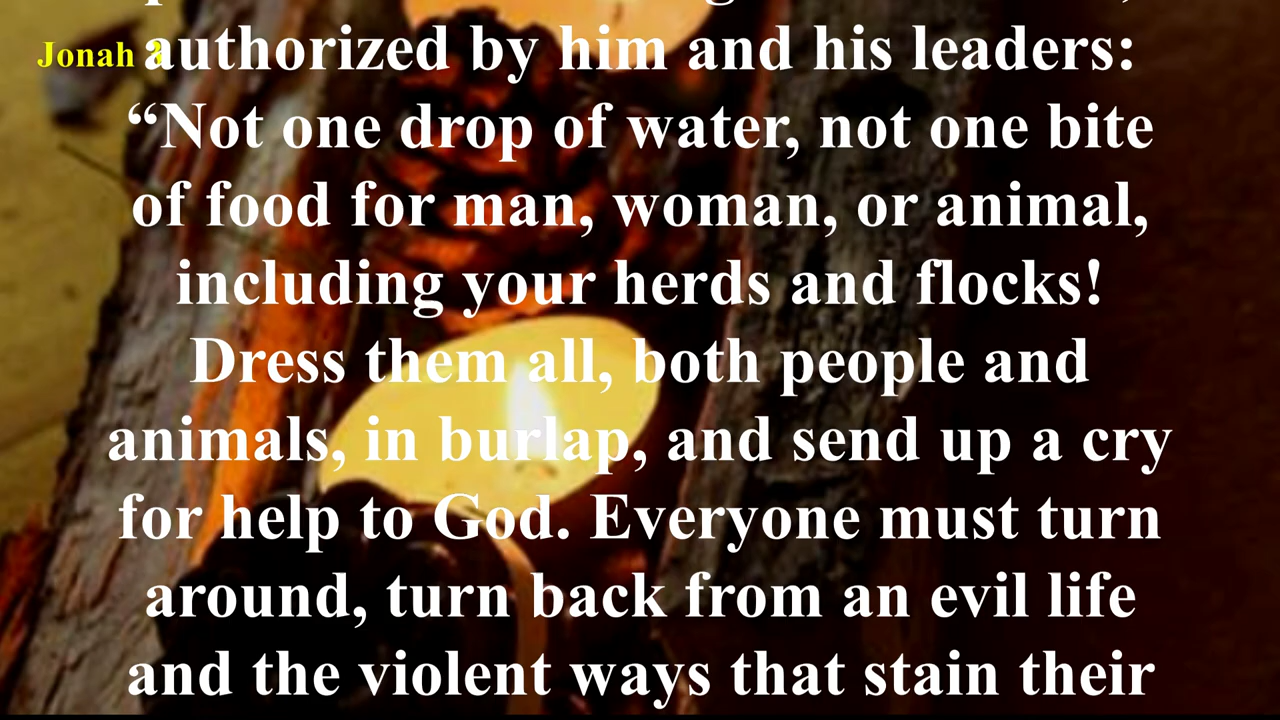 Jonah
authorized by him and his leaders:
“Not one drop of water, not one bite
of food for man, woman, or animal,
including your herds and flocks!
Dress them all, both people and
animals, in burlap, and send up a cry
for help to God. Everyone must turn
around, turn back from an evil life
and the violent ways that stain their